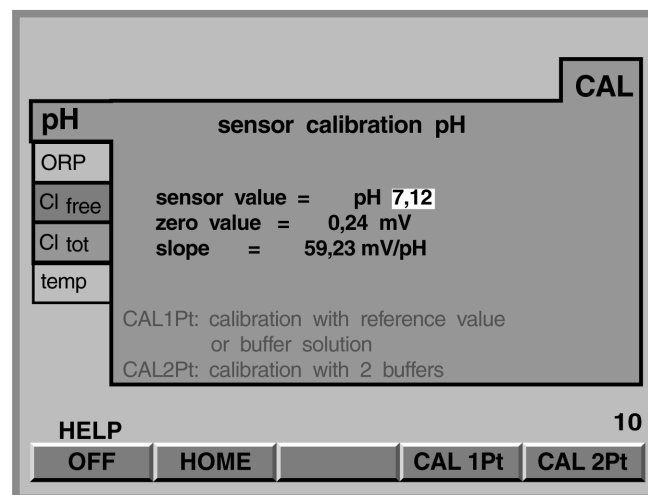 CAL
pH
sensor calibration pH
ORP
Cl free
Cl tot
temp
sensor value = pH 7,12
zero value = 0,24 mV
slope = 59,23 mV/pH
CAL1Pt: calibration with reference value
or buffer solution
CAL2Pt: calibration with 2 buffers
HELP
10
OFF
HOME
CAL 1Pt
CAL 2Pt